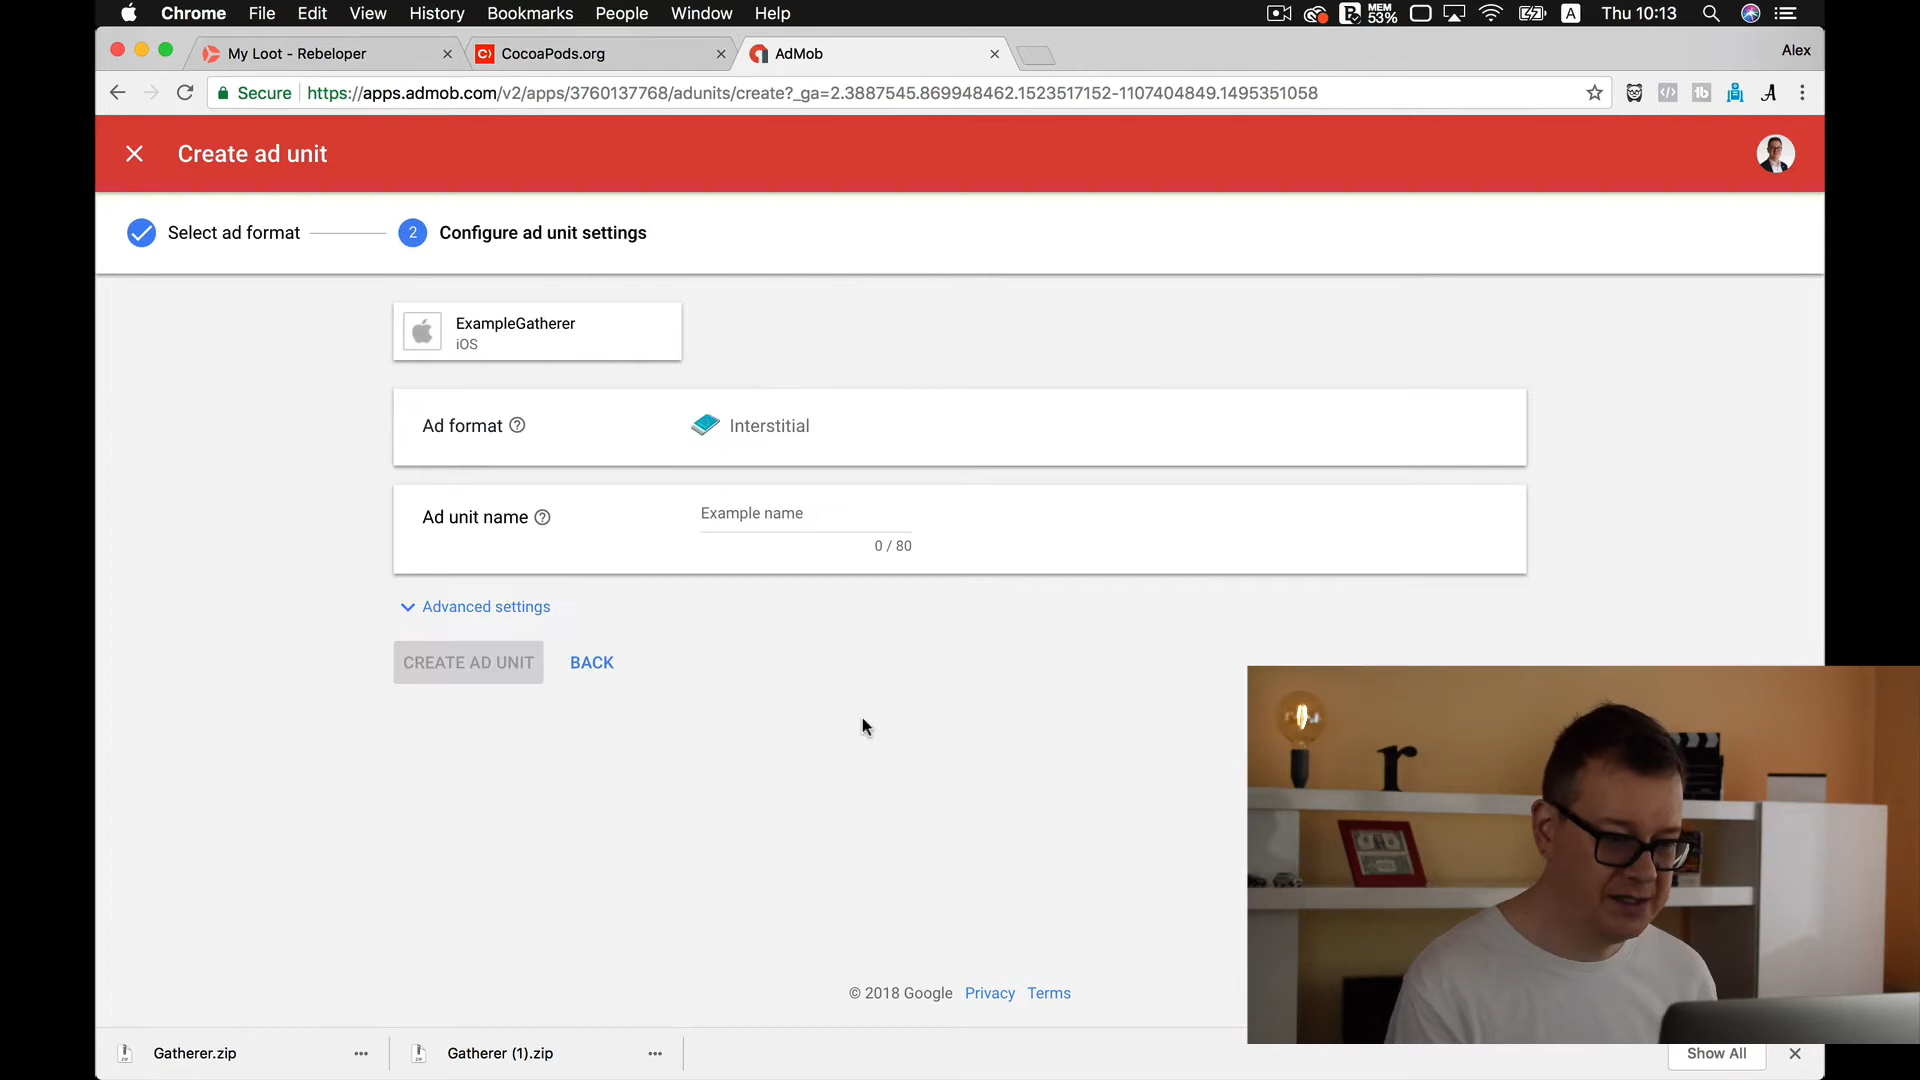 Chrome File Edit View History Bookmarks People Window Help MEM 53% A Thu 10:13
My Loot - Rebeloper CocoaPods.org AdMob Alex
Secure https://apps.admob.com/v2/apps/3760137768/adunits/create?_ga=2.3887545.869948462.1523517152-1107404849.1495351058
Create ad unit
Select ad format 2 Configure ad unit settings
ExampleGatherer
iOS
Ad format Interstitial
Ad unit name Example name
0 / 80
Advanced settings
CREATE AD UNIT BACK
© 2018 Google Privacy Terms
Gatherer.zip Gatherer (1).zip Show All